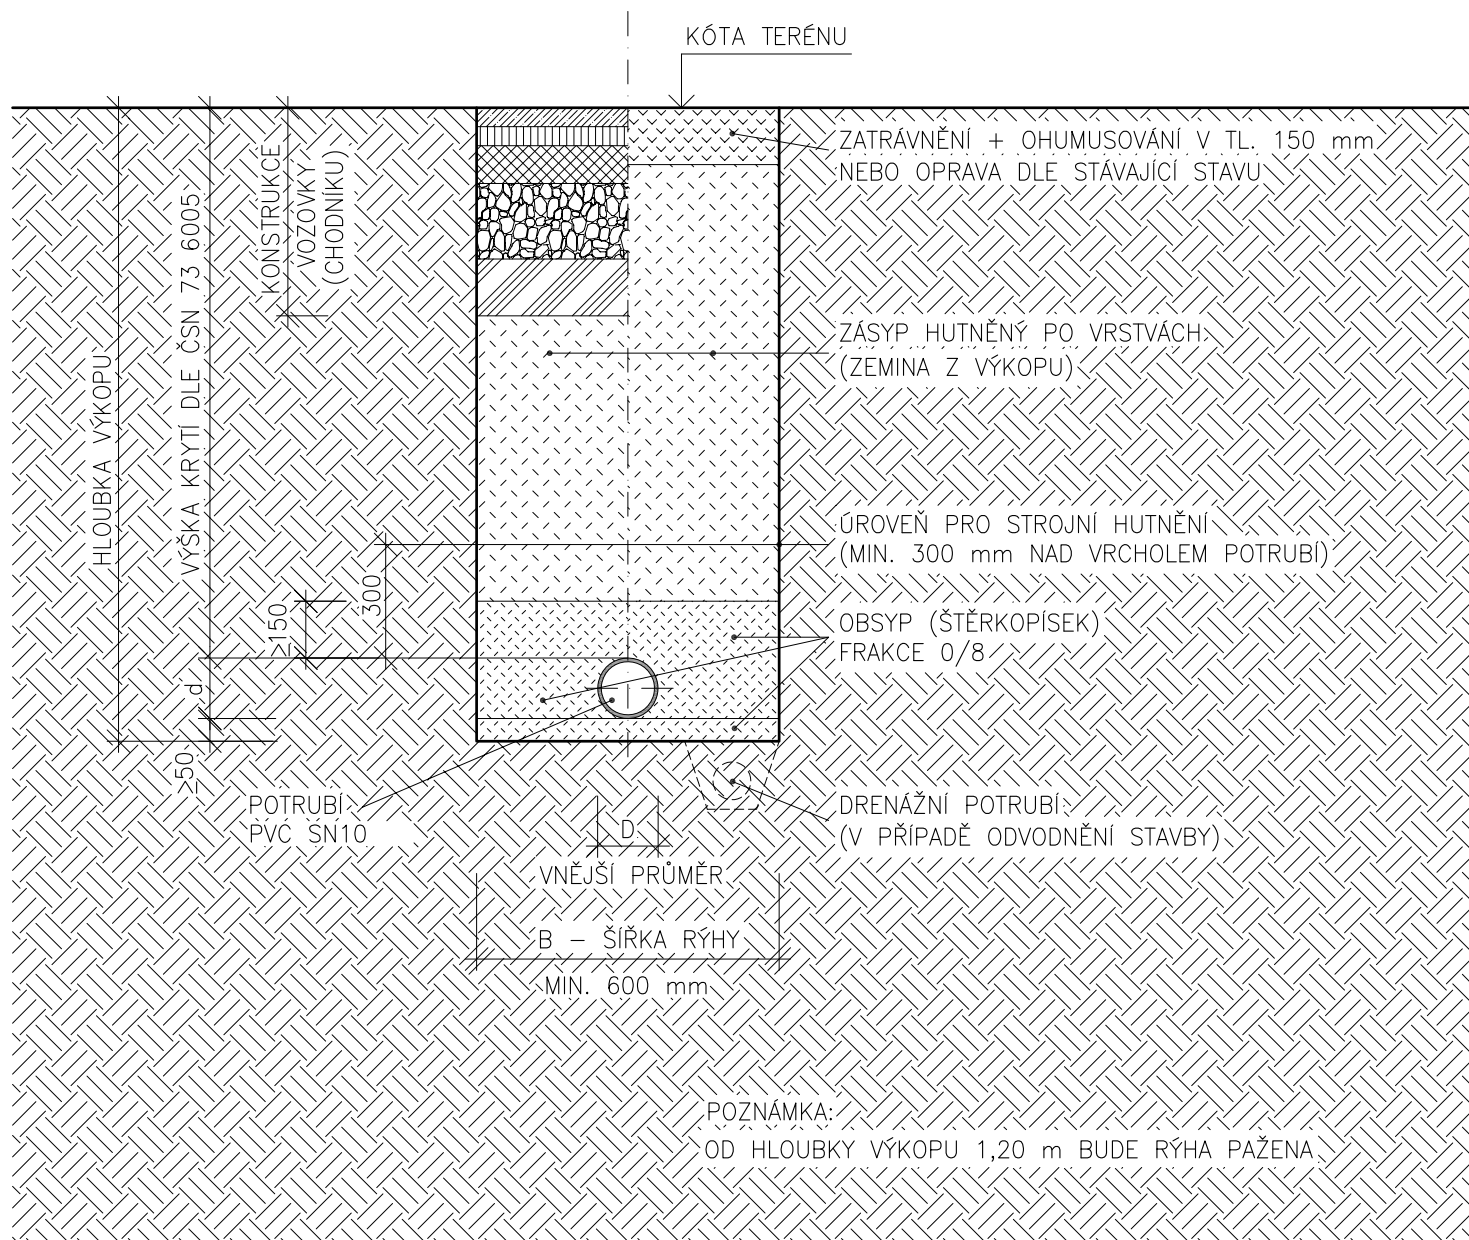 KÓTA TERÉNU
ZATRÁVNĚNÍ + OHUMUSOVÁNÍ V TL. 150 mm
NEBO OPRAVA DLE STÁVAJÍCÍ STAVU
KONSTRUKCE
VOZOVKY
(CHODNÍKU)
HLOUBKA VÝKOPU
VÝŠKA KRYTÍ DLE ČSN 73 6005
ZÁSYP HUTNĚNÝ PO VRSTVÁCH
(ZEMINA Z VÝKOPU)
ÚROVEŇ PRO STROJNÍ HUTNĚNÍ
(MIN. 300 mm NAD VRCHOLEM POTRUBÍ)
≥150
300
OBSYP (ŠTĚRKOPÍSEK)
FRAKCE 0/8
d
≥50
POTRUBÍ
PVC SN10
DRENÁŽNÍ POTRUBÍ
(V PŘÍPADĚ ODVODNĚNÍ STAVBY)
D
VNĚJŠÍ PRŮMĚR
B – ŠÍŘKA RÝHY
MIN. 600 mm
POZNÁMKA:
OD HLOUBKY VÝKOPU 1,20 m BUDE RÝHA PAŽENA